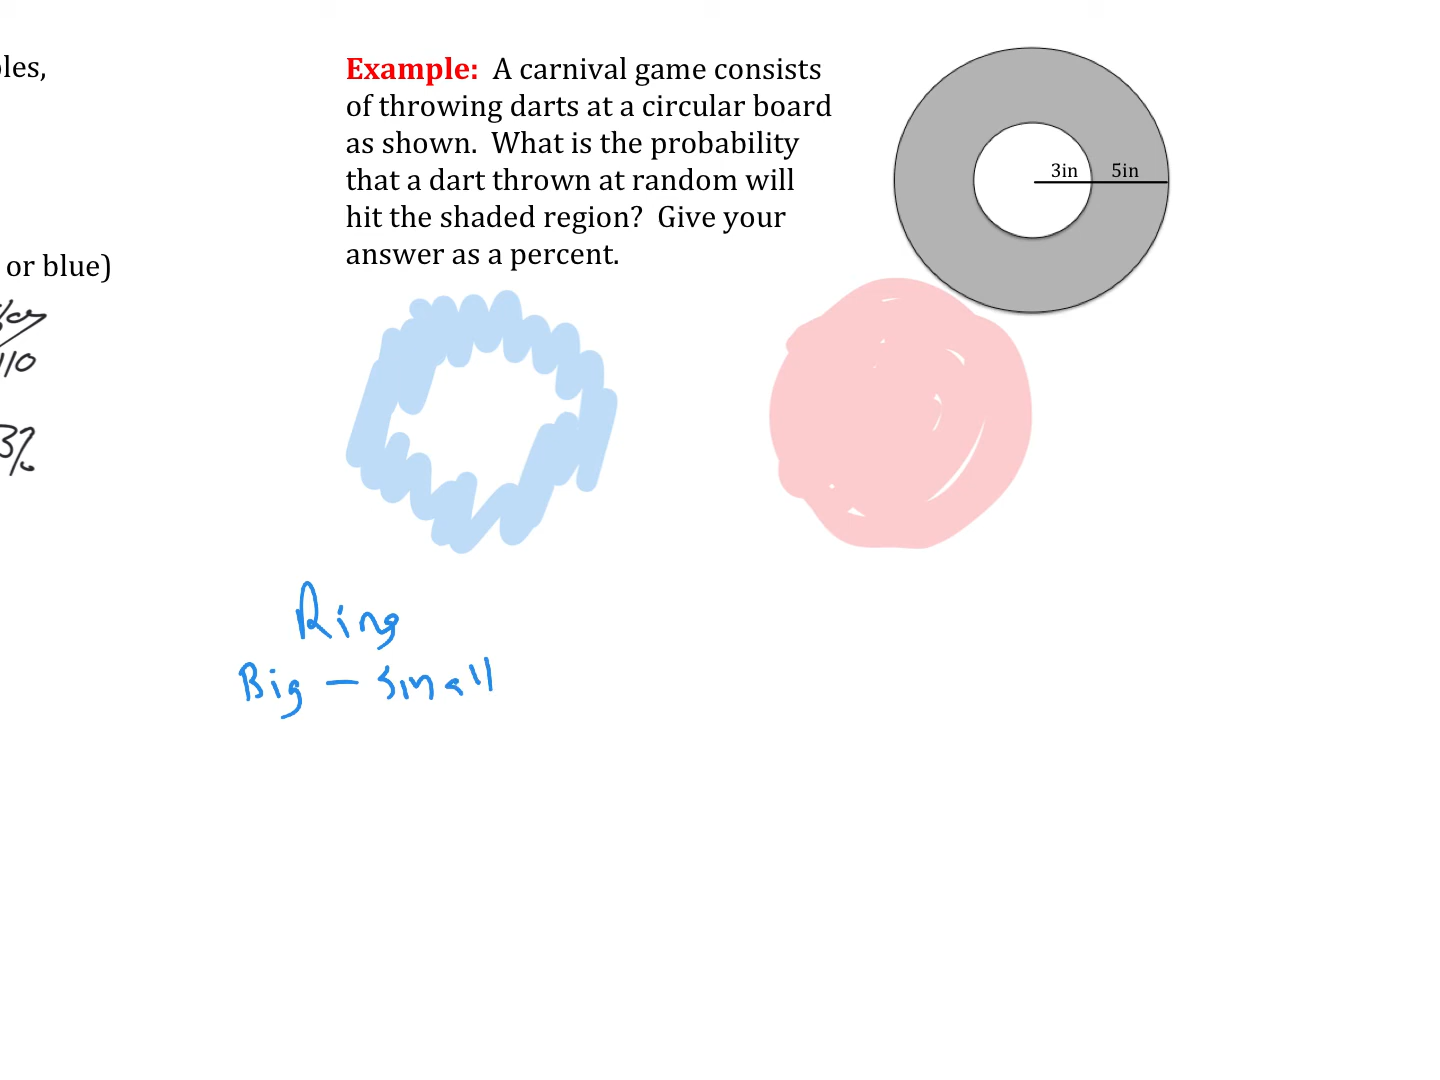 les,
Example: A carnival game consists
of throwing darts at a circular board
as shown. What is the probability
that a dart thrown at random will
hit the shaded region? Give your
answer as a percent.
3in 5in
or blue)
110
3%
Ring
Big – Small